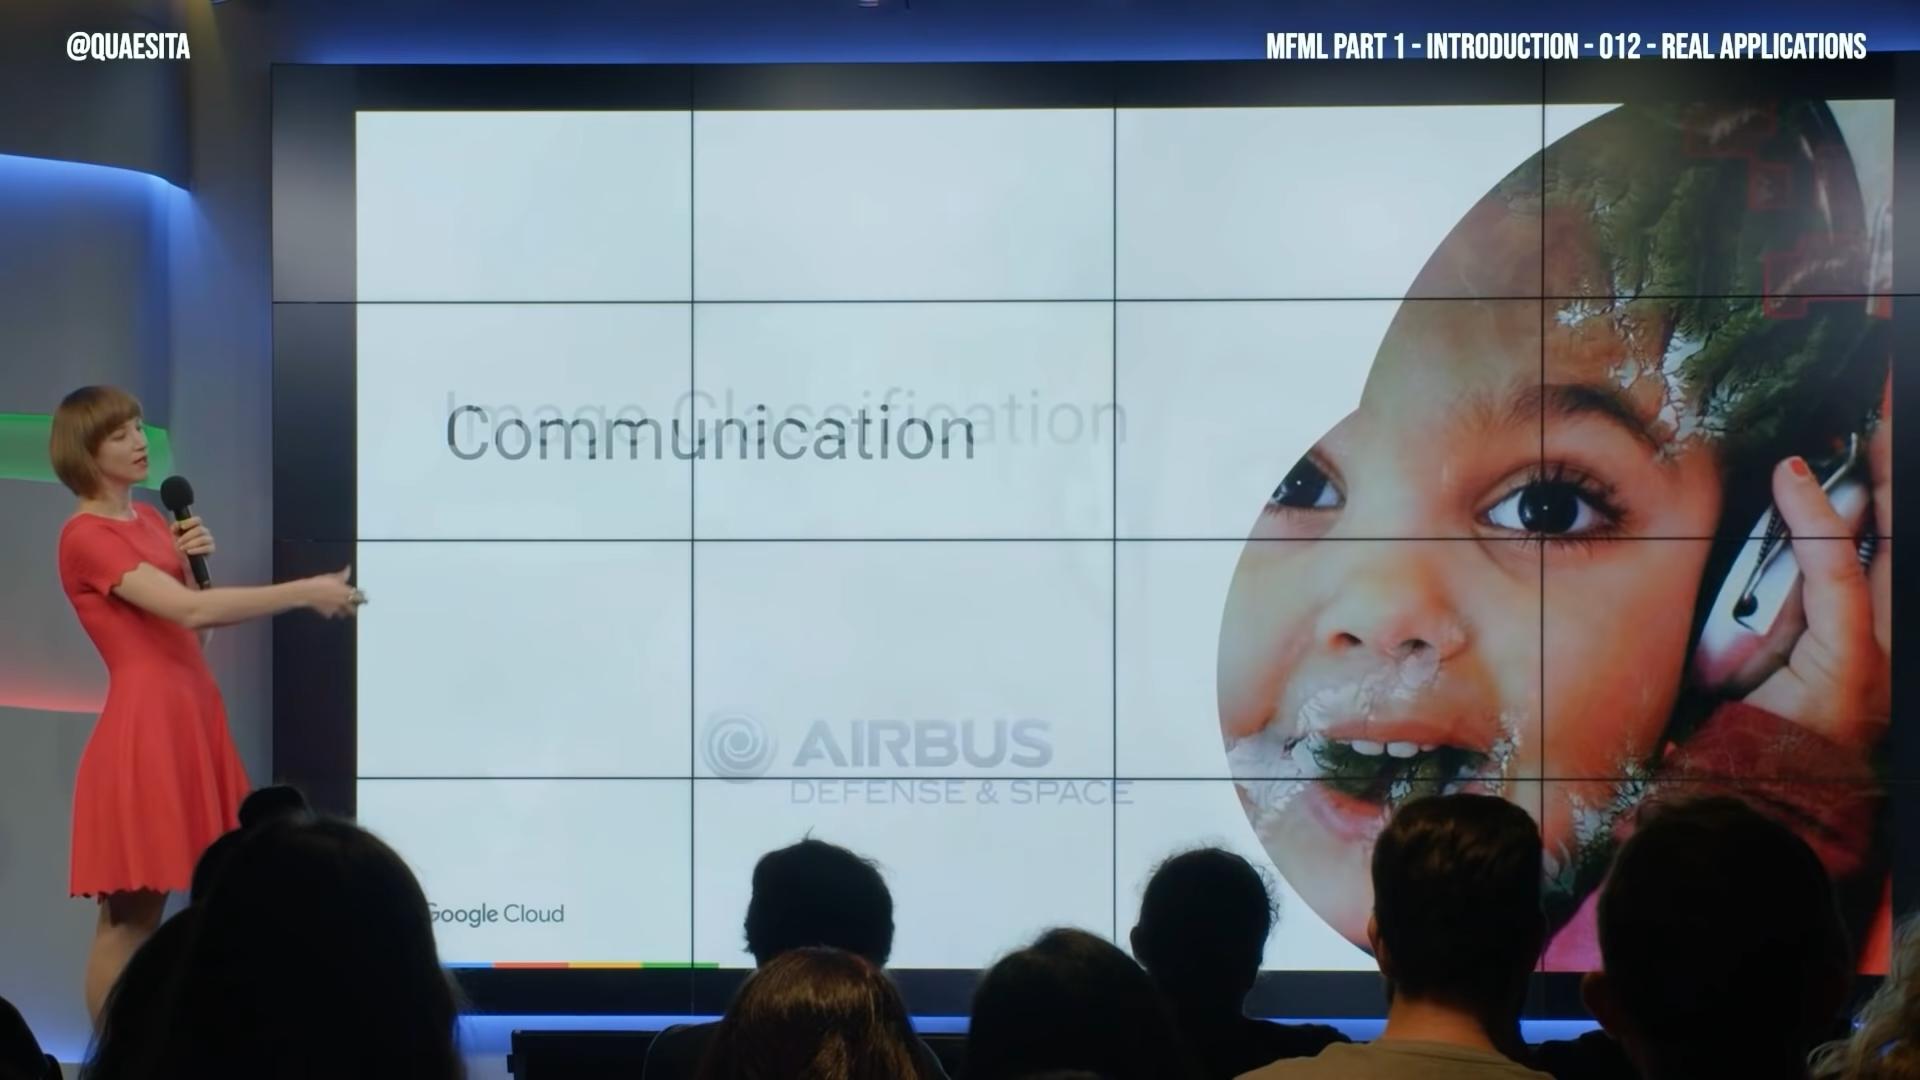 @QUAESITA
MFML PART 1 - INTRODUCTION - 012 - REAL APPLICATIONS
Image Classification
Communication
AIRBUS
DEFENSE & SPACE
Google Cloud